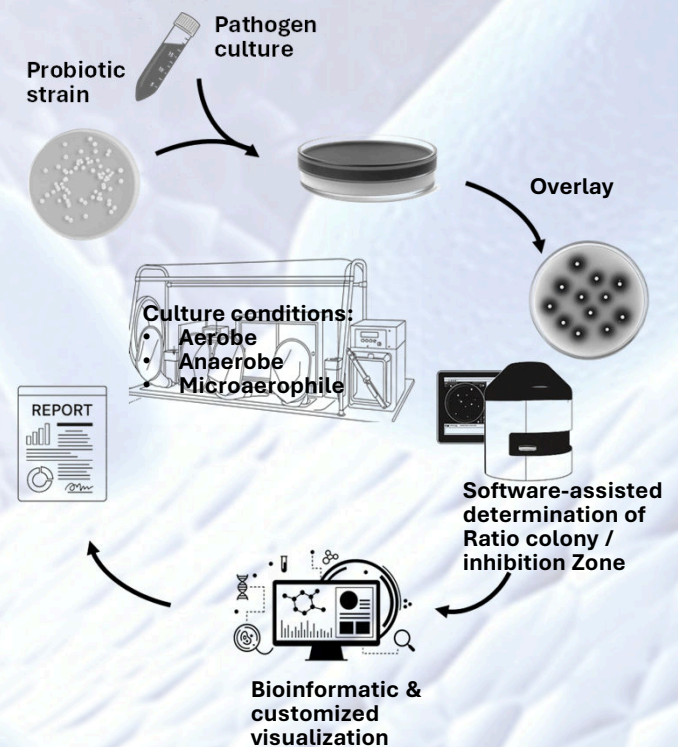 Pathogen
culture
Probiotic
strain
Overlay
Culture conditions:
• Aerobe
• Anaerobe
• Microaerophile
REPORT
Software-assisted
determination of
Ratio colony /
inhibition Zone
Bioinformatic &
customized
visualization